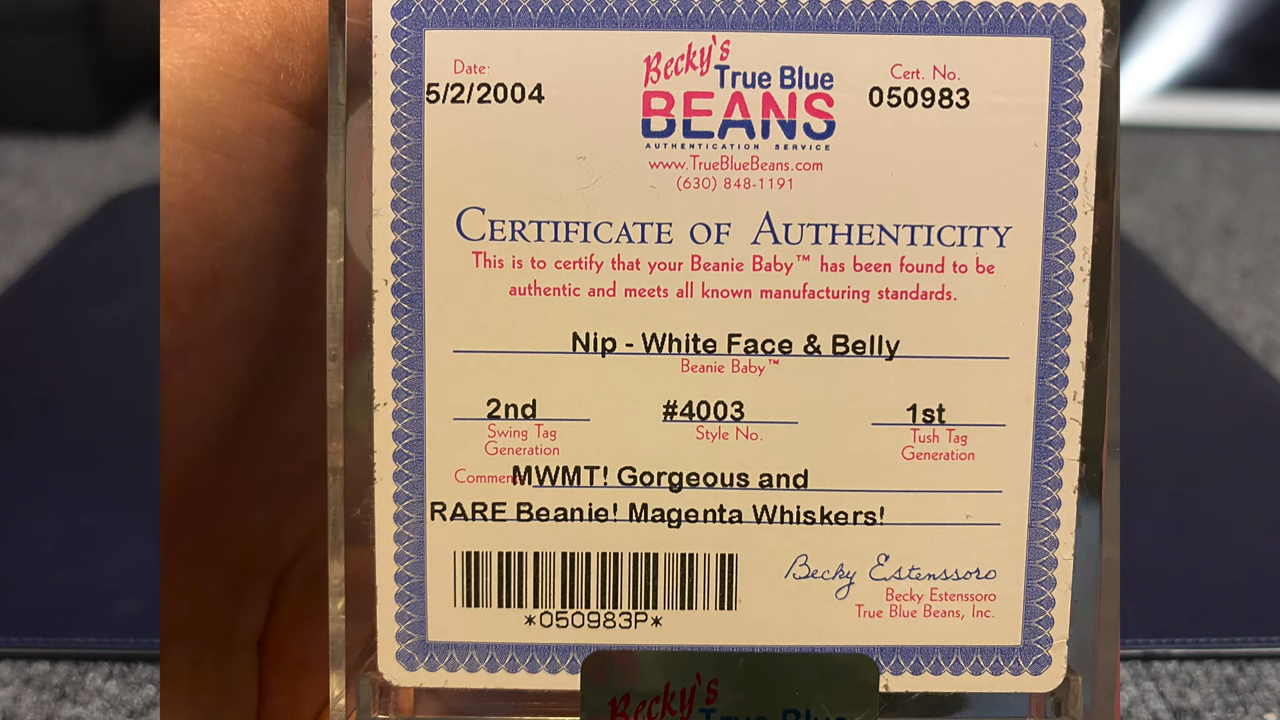 Date:
5/2/2004
Becky's
True Blue
BEANS
AUTHENTICATION SERVICE
www.TrueBlueBeans.com
(630) 848-1191
Cert. No.
050983
CERTIFICATE OF AUTHENTICITY
This is to certify that your Beanie Baby™ has been found to be
authentic and meets all known manufacturing standards.
Nip - White Face & Belly
Beanie Baby™
2nd #4003 1st
Swing Tag Style No. Tush Tag
Generation Generation
MWMT! Gorgeous and
RARE Beanie! Magenta Whiskers!
*050983P*
Becky Estenssoro
Becky Estenssoro
True Blue Beans, Inc.
Becky's
True Blue